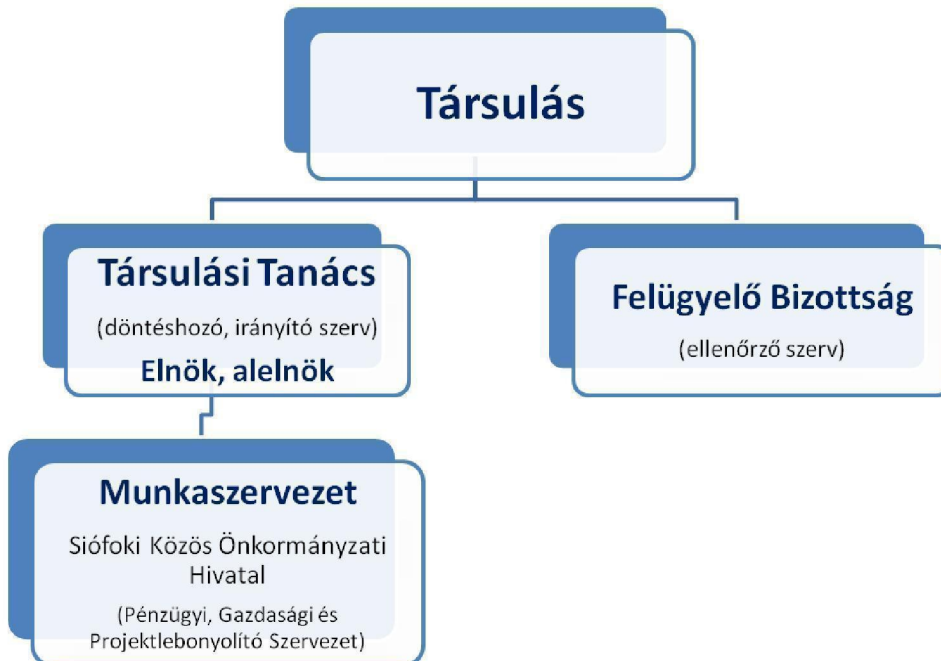 Társulás
Társulási Tanács
(döntéshozó, irányító szerv)
Elnök, alelnök
Felügyelő Bizottság
(ellenőrző szerv)
Munkaszervezet
Siófoki Közös Önkormányzati
Hivatal
(Pénzügyi, Gazdasági és
Projektlebonyolító Szervezet)